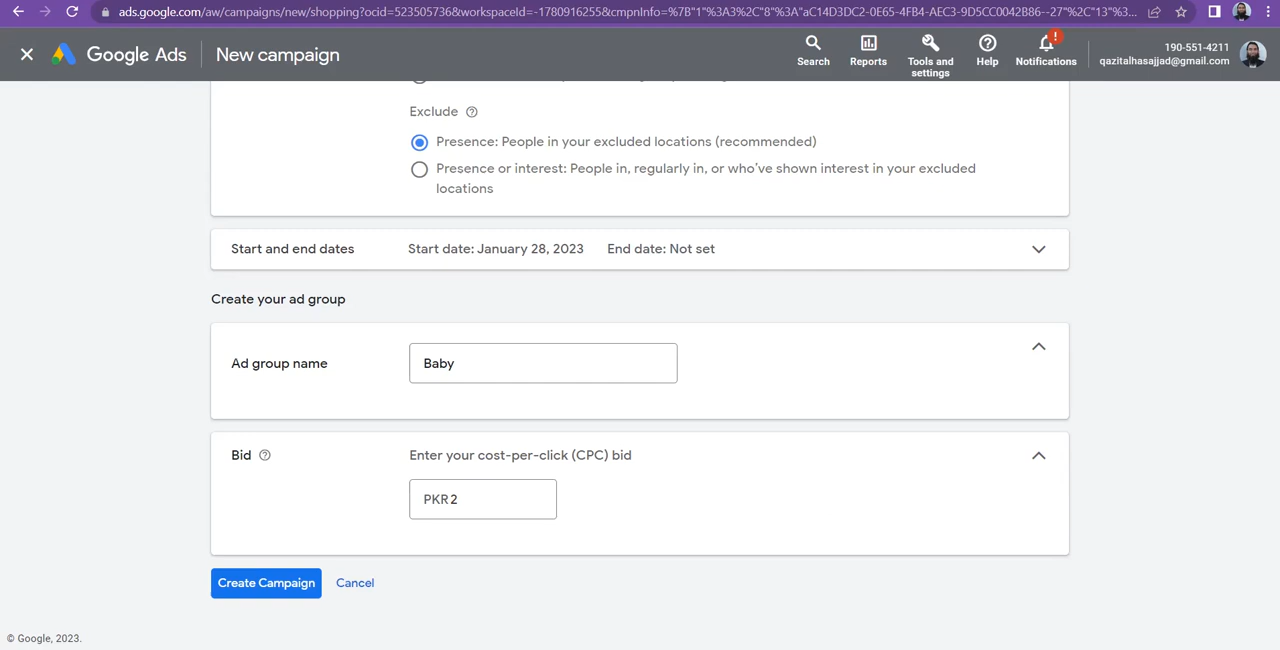 ads.google.com/aw/campaigns/new/shopping?ocid=523505736&workspaceId=-1780916255&cmpnInfo=%7B"1"%3A3%2C"8"%3A"aC14D3DC2-0E65-4FB4-AEC3-9D5CC0042B86--27"%2C"13"%3...
Google Ads
New campaign
Search
Reports
Tools and
settings
Help
!
Notifications
190-551-4211
qazitalhasajjad@gmail.com
Exclude
Presence: People in your excluded locations (recommended)
Presence or interest: People in, regularly in, or who've shown interest in your excluded
locations
Start and end dates Start date: January 28, 2023 End date: Not set
Create your ad group
Ad group name Baby
Bid Enter your cost-per-click (CPC) bid
PKR 2
Create Campaign Cancel
© Google, 2023.